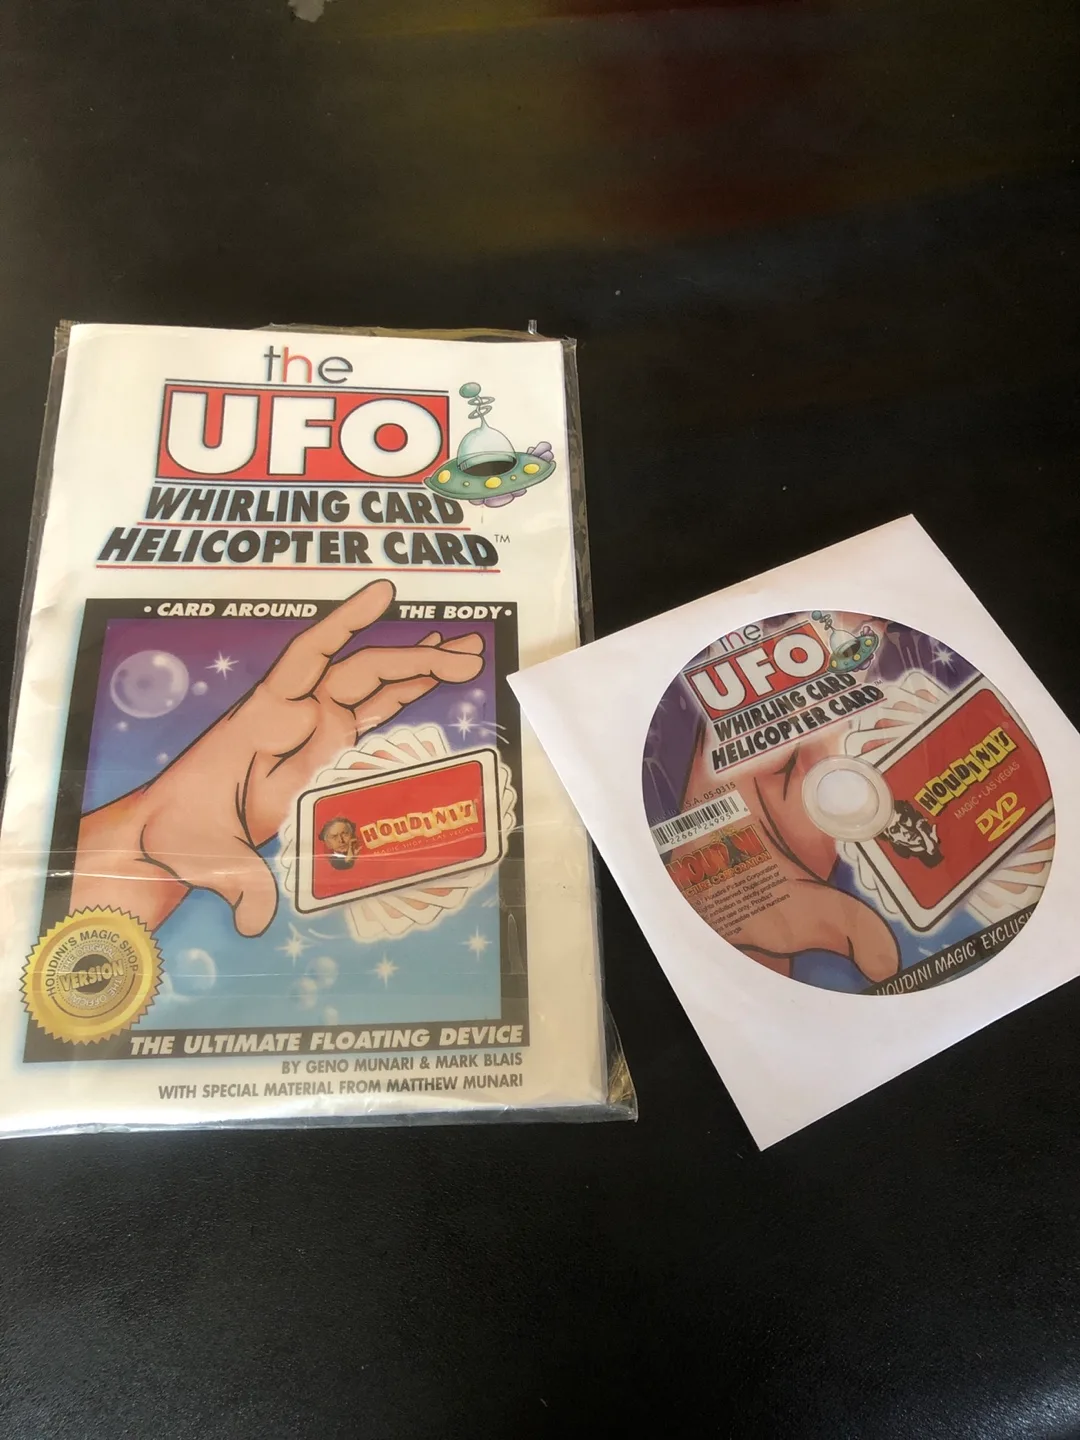 the
UFO
WHIRLING CARD
HELICOPTER CARD™
• CARD AROUND THE BODY •
HOUDINI'S
HOUDINI'S MAGIC SHOP
VERSION
THE ULTIMATE FLOATING DEVICE
BY GENO MUNARI & MARK BLAIS
WITH SPECIAL MATERIAL FROM MATTHEW MUNARI
the
UFO
WHIRLING CARD
HELICOPTER CARD
HOUDINI'S
MAGIC • LAS VEGAS
DVD
HOUDINI MAGIC EXCLUSI